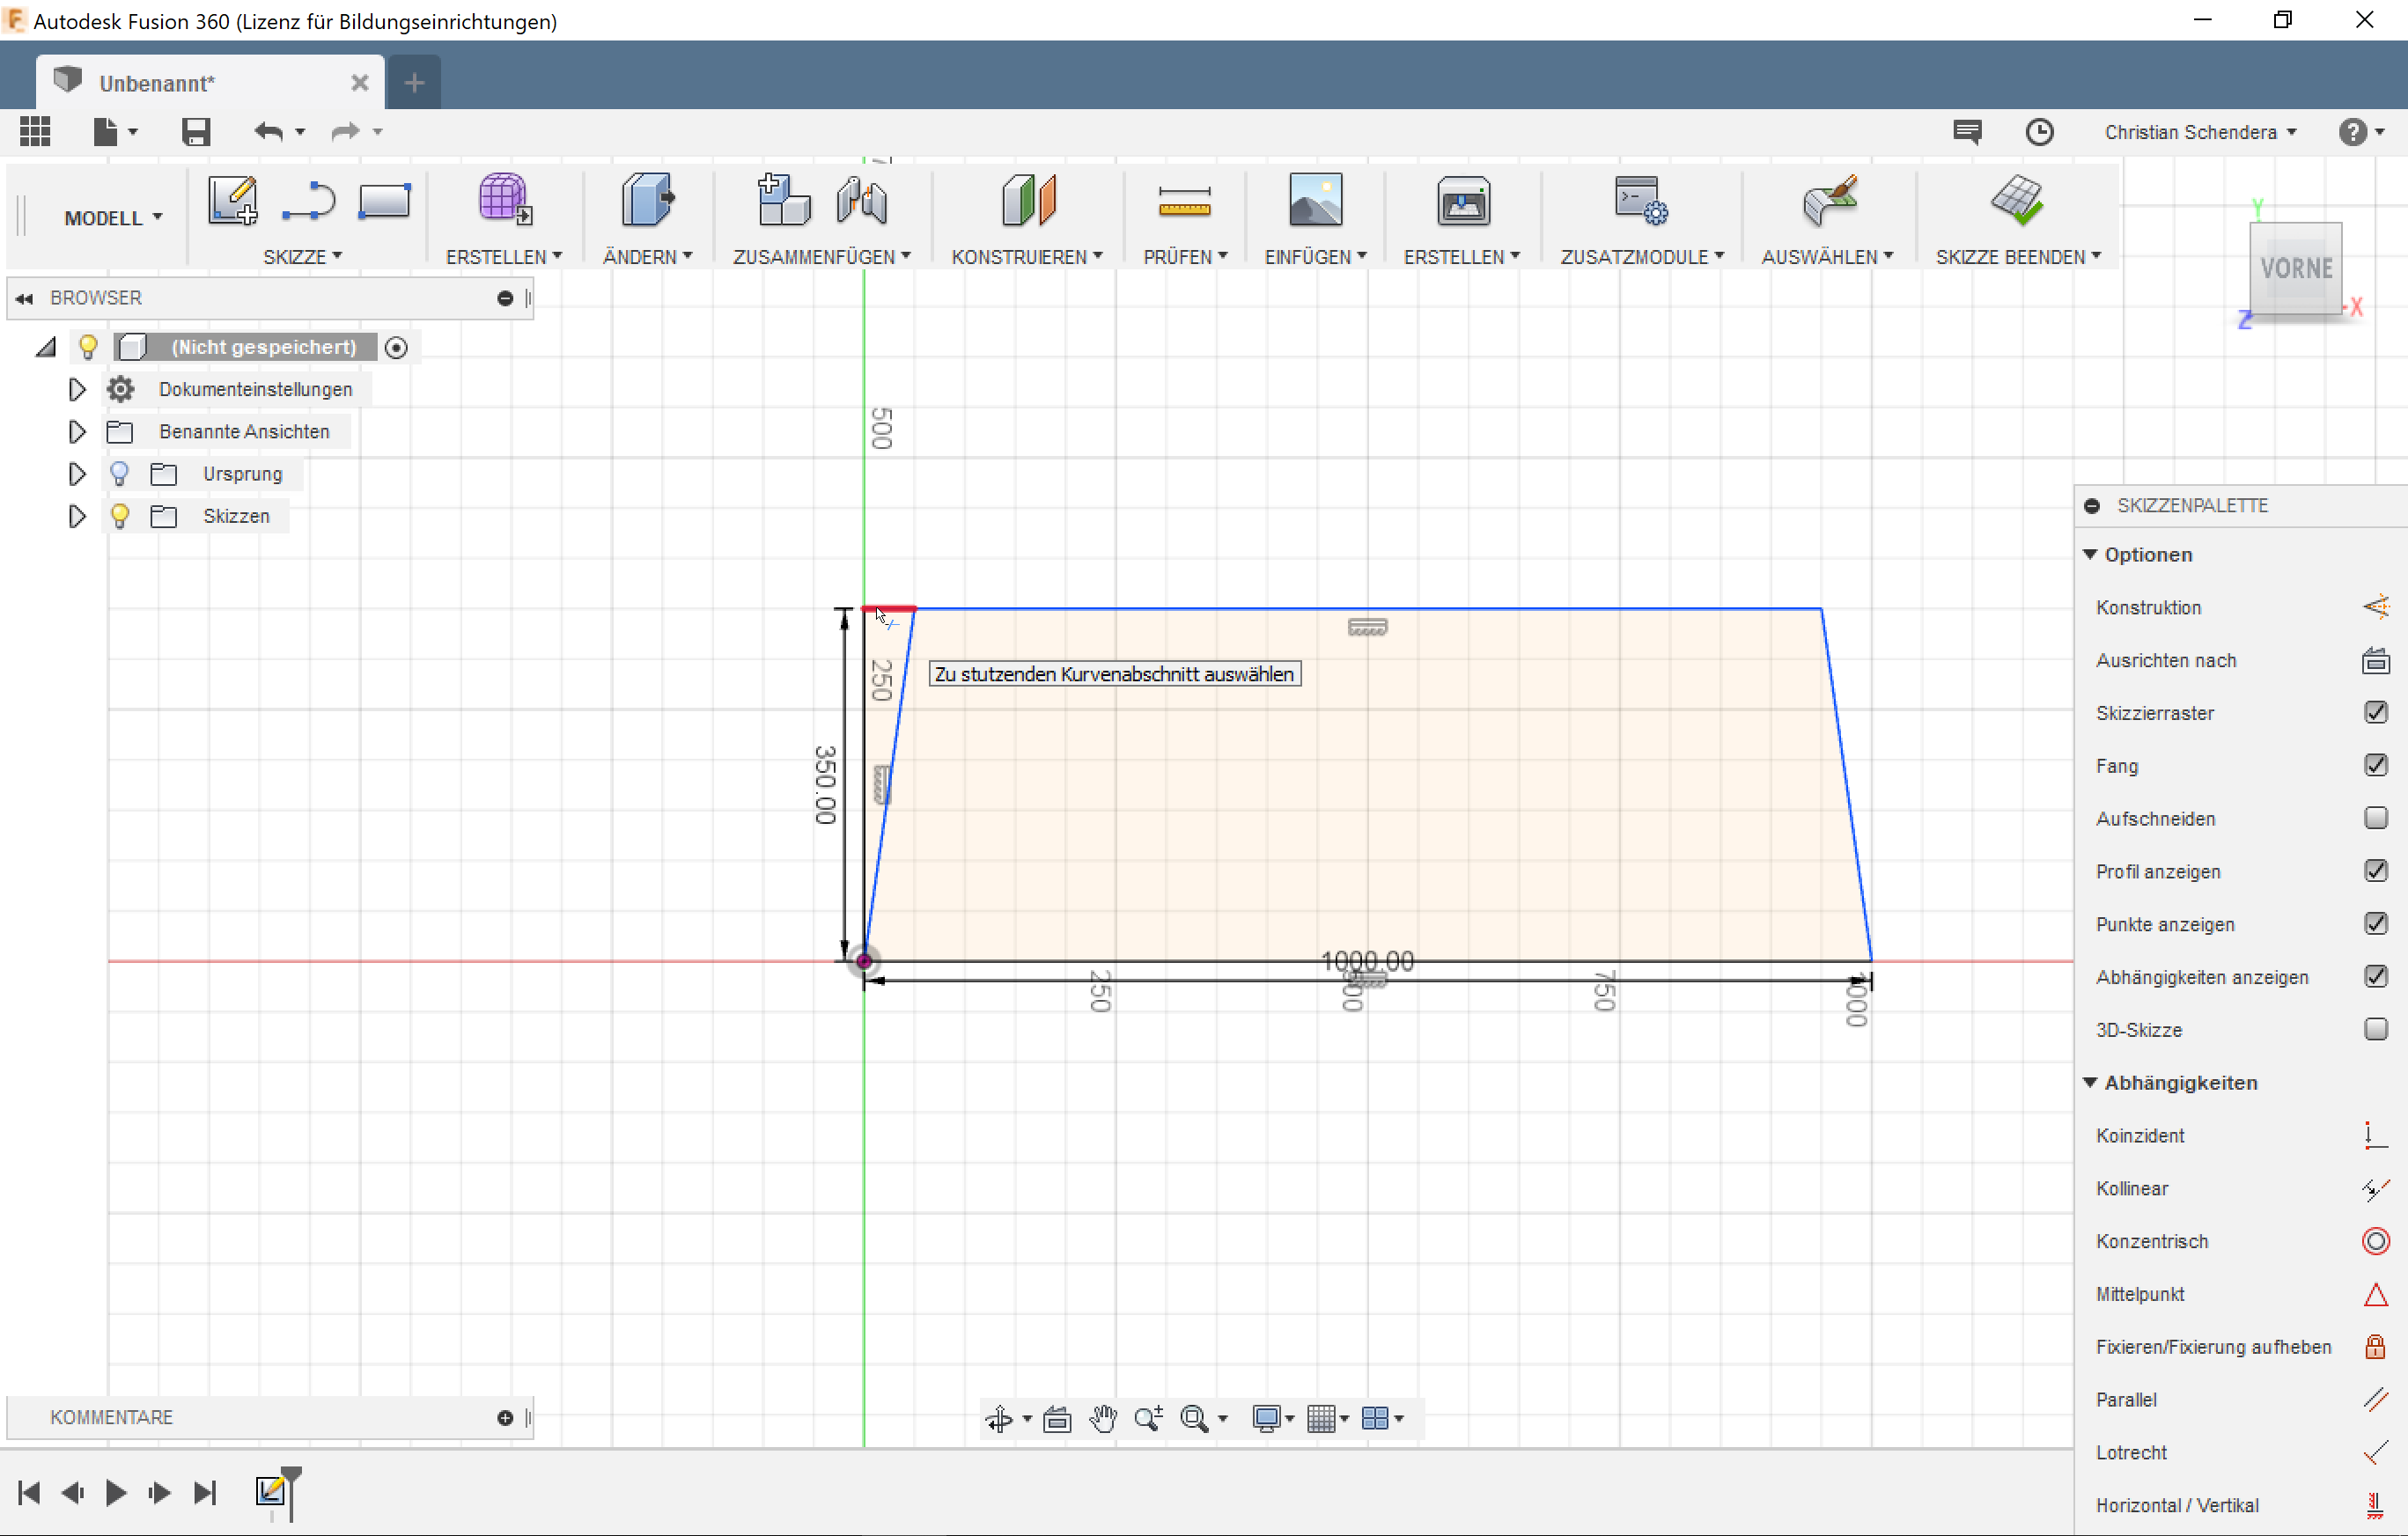 Autodesk Fusion 360 (Lizenz für Bildungseinrichtungen)
Unbenannt*
Christian Schendera
MODELL
SKIZZE
ERSTELLEN
ÄNDERN
ZUSAMMENFÜGEN
KONSTRUIEREN
PRÜFEN
EINFÜGEN
ERSTELLEN
ZUSATZMODULE
AUSWÄHLEN
SKIZZE BEENDEN
Y
VORNE
X
Z
BROWSER
(Nicht gespeichert)
Dokumenteinstellungen
Benannte Ansichten
Ursprung
Skizzen
500
250
350.00
Zu stutzenden Kurvenabschnitt auswählen
1000.00
250
500
750
1000
SKIZZENPALETTE
Optionen
Konstruktion
Ausrichten nach
Skizzierraster
Fang
Aufschneiden
Profil anzeigen
Punkte anzeigen
Abhängigkeiten anzeigen
3D-Skizze
Abhängigkeiten
Koinzident
Kollinear
Konzentrisch
Mittelpunkt
Fixieren/Fixierung aufheben
Parallel
Lotrecht
Horizontal / Vertikal
KOMMENTARE